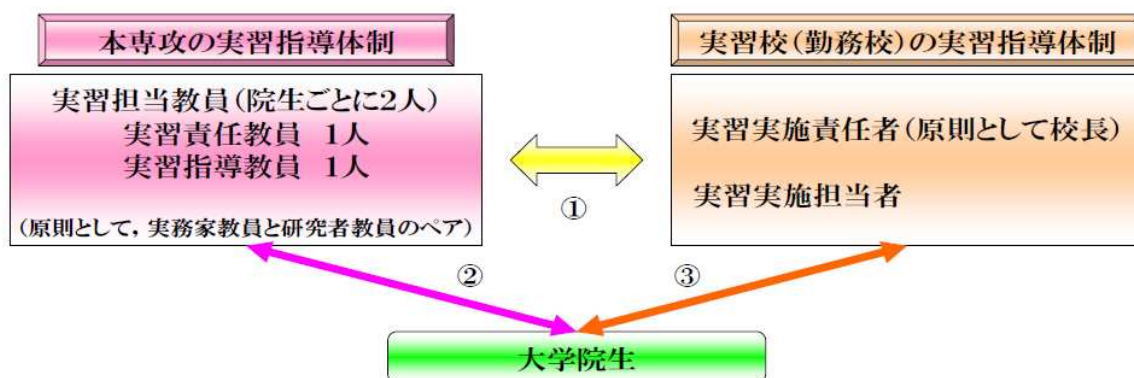 本専攻の実習指導体制
実習担当教員(院生ごとに2人)
実習責任教員 1人
実習指導教員 1人
(原則として,実務家教員と研究者教員のペア)
実習校(勤務校)の実習指導体制
実習実施責任者(原則として校長)
実習実施担当者
①
②
③
大学院生